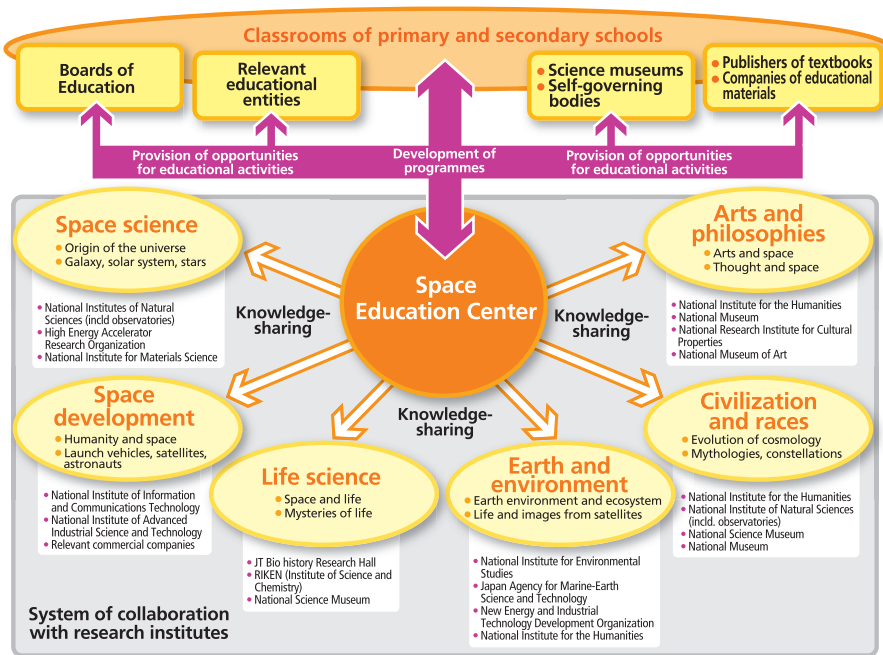 Classrooms of primary and secondary schools
Boards of
Education
Relevant
educational
entities
• Science museums
• Self-governing
bodies
• Publishers of textbooks
• Companies of educational
materials
Provision of opportunities
for educational activities
Development of
programmes
Provision of opportunities
for educational activities
Space science
• Origin of the universe
• Galaxy, solar system, stars
• National Institutes of Natural
Sciences (incld observatories)
• High Energy Accelerator
Research Organization
• National Institute for Materials Science
Knowledge-
sharing
Space
Education Center
Knowledge-
sharing
Arts and
philosophies
• Arts and space
• Thought and space
• National Institute for the Humanities
• National Museum
• National Research Institute for Cultural
Properties
• National Museum of Art
Space
development
• Humanity and space
• Launch vehicles, satellites,
astronauts
• National Institute of Information
and Communications Technology
• National Institute of Advanced
Industrial Science and Technology
• Relevant commercial companies
Knowledge-
sharing
Life science
• Space and life
• Mysteries of life
• JT Bio history Research Hall
• RIKEN (Institute of Science and
Chemistry)
• National Science Museum
Earth and
environment
• Earth environment and ecosystem
• Life and images from satellites
• National Institute for Environmental
Studies
• Japan Agency for Marine-Earth
Science and Technology
• New Energy and Industrial
Technology Development Organization
• National Institute for the Humanities
Civilization
and races
• Evolution of cosmology
• Mythologies, constellations
• National Institute for the Humanities
• National Institute of Natural Sciences
(incld. observatories)
• National Science Museum
• National Museum
System of collaboration
with research institutes